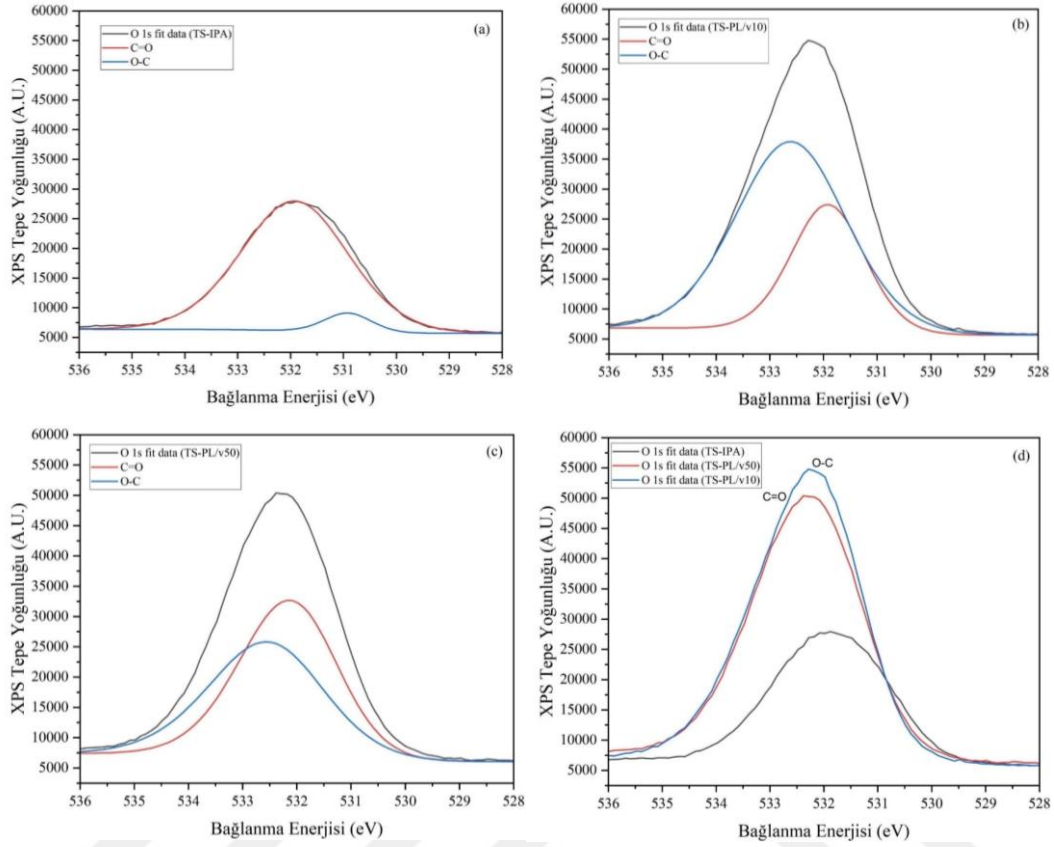 (a)
O 1s fit data (TS-IPA)
C=O
O-C
XPS Tepe Yoğunluğu (A.U.)
60000
55000
50000
45000
40000
35000
30000
25000
20000
15000
10000
5000
536 535 534 533 532 531 530 529 528
Bağlanma Enerjisi (eV)
(b)
O 1s fit data (TS-PL/v10)
C=O
O-C
XPS Tepe Yoğunluğu (A.U.)
60000
55000
50000
45000
40000
35000
30000
25000
20000
15000
10000
5000
536 535 534 533 532 531 530 529 528
Bağlanma Enerjisi (eV)
(c)
O 1s fit data (TS-PL/v50)
C=O
O-C
XPS Tepe Yoğunluğu (A.U.)
60000
55000
50000
45000
40000
35000
30000
25000
20000
15000
10000
5000
536 535 534 533 532 531 530 529 528
Bağlanma Enerjisi (eV)
(d)
O 1s fit data (TS-IPA)
O 1s fit data (TS-PL/v50)
O 1s fit data (TS-PL/v10)
O-C
C=O
XPS Tepe Yoğunluğu (A.U.)
60000
55000
50000
45000
40000
35000
30000
25000
20000
15000
10000
5000
536 535 534 533 532 531 530 529 528
Bağlanma Enerjisi (eV)